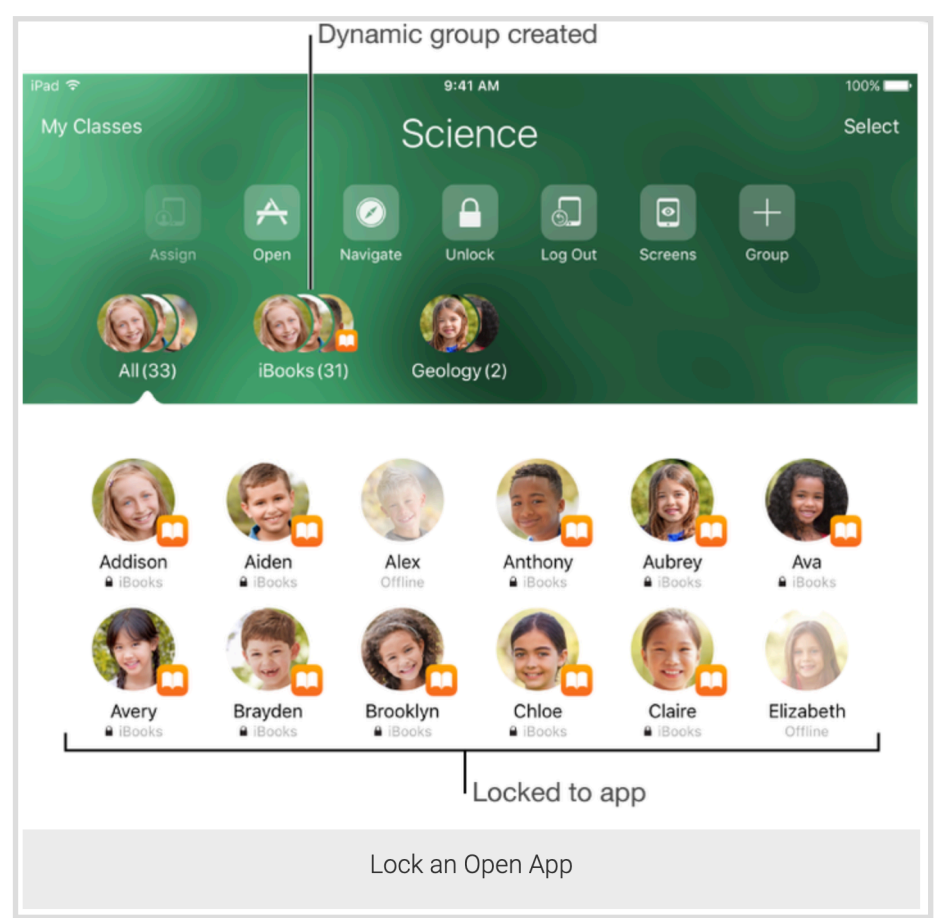 Dynamic group created
iPad 9:41 AM 100%
My Classes Science Select
Assign Open Navigate Unlock Log Out Screens Group
All (33) iBooks (31) Geology (2)
Addison Aiden Alex Anthony Aubrey Ava
iBooks iBooks Offline iBooks iBooks iBooks
Avery Brayden Brooklyn Chloe Claire Elizabeth
iBooks iBooks iBooks iBooks iBooks Offline
Locked to app
Lock an Open App